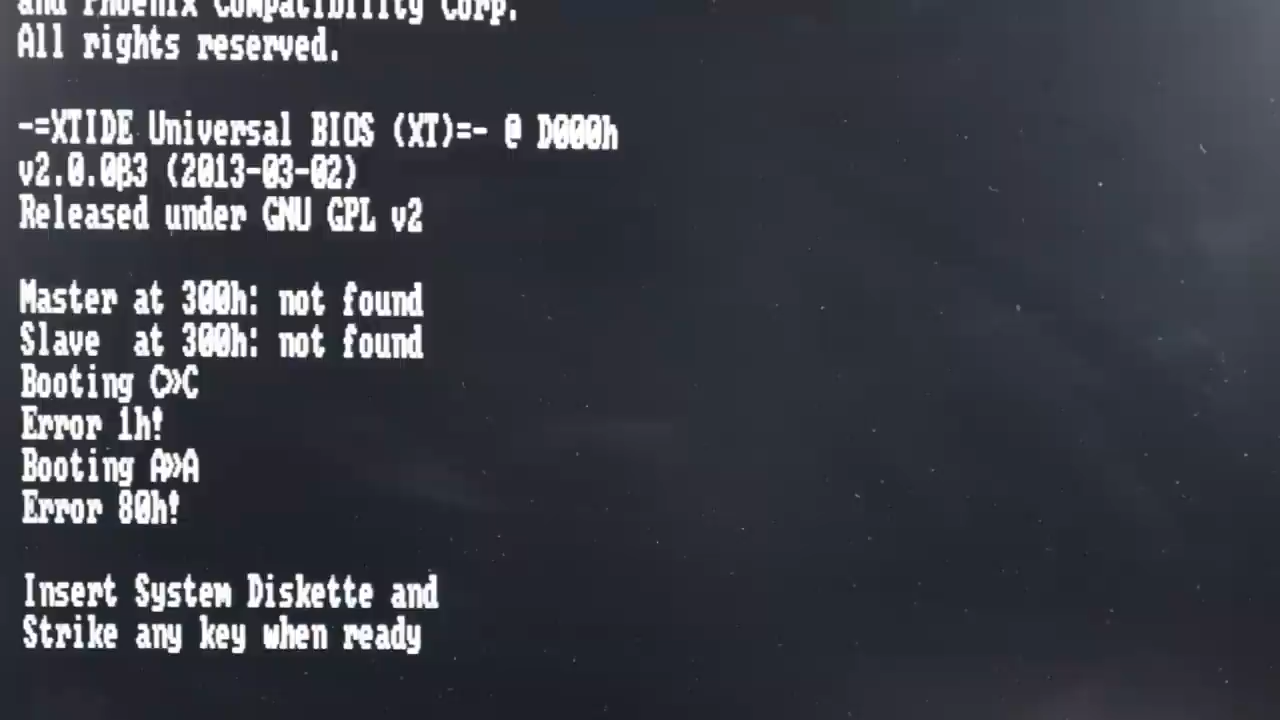 and Phoenix Compatibility Corp.
All rights reserved.
-=XTIDE Universal BIOS (XT)=- @ D000h
v2.0.0β3 (2013-03-02)
Released under GNU GPL v2
Master at 300h: not found
Slave  at 300h: not found
Booting C»C
Error 1h!
Booting A»A
Error 80h!
Insert System Diskette and
Strike any key when ready